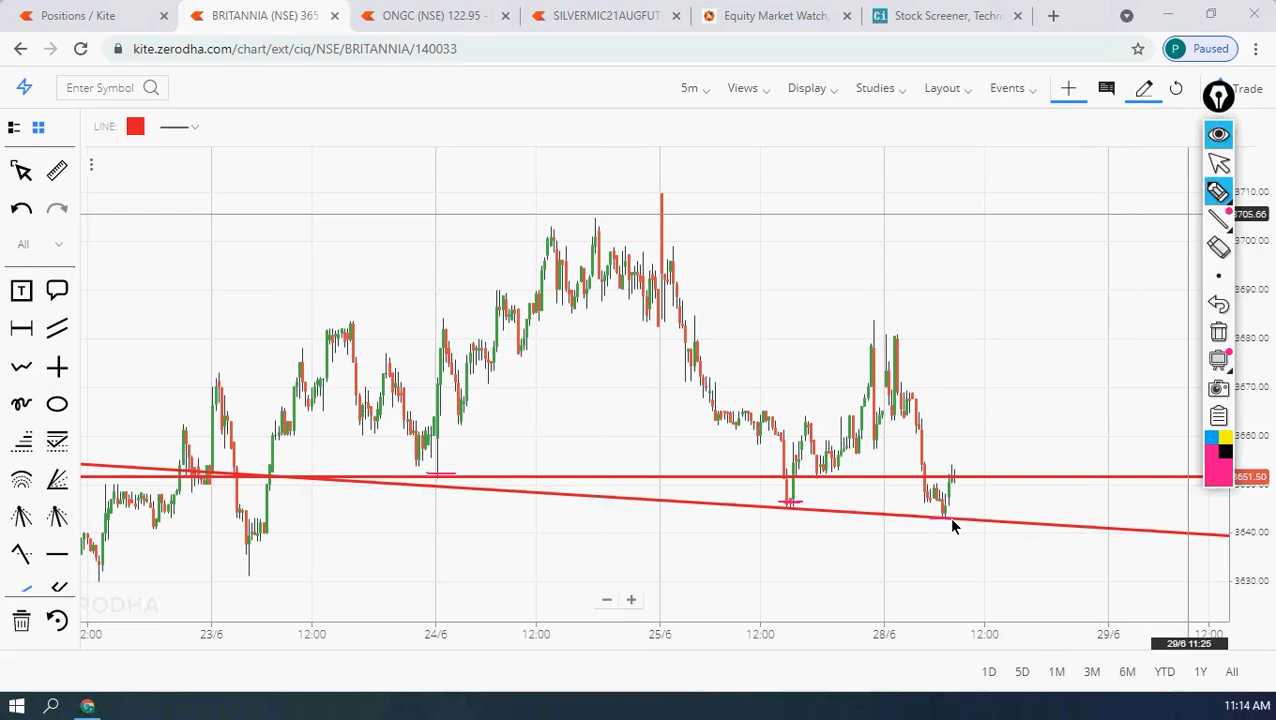 Positions / Kite
BRITANNIA (NSE) 365
ONGC (NSE) 122.95 -
SILVERMIC21AUGFUT
Equity Market Watch,
Stock Screener, Techn
kite.zerodha.com/chart/ext/ciq/NSE/BRITANNIA/140033
P Paused
Enter Symbol
5m
Views
Display
Studies
Layout
Events
Trade
LINE:
All
T
3710.00
3705.66
3700.00
3690.00
3680.00
3670.00
3660.00
3651.50
3640.00
3630.00
ERODHA
2:00
23/6
12:00
24/6
12:00
25/6
12:00
28/6
12:00
29/6
12:00
29/6 11:25
1D
5D
1M
3M
6M
YTD
1Y
All
11:14 AM